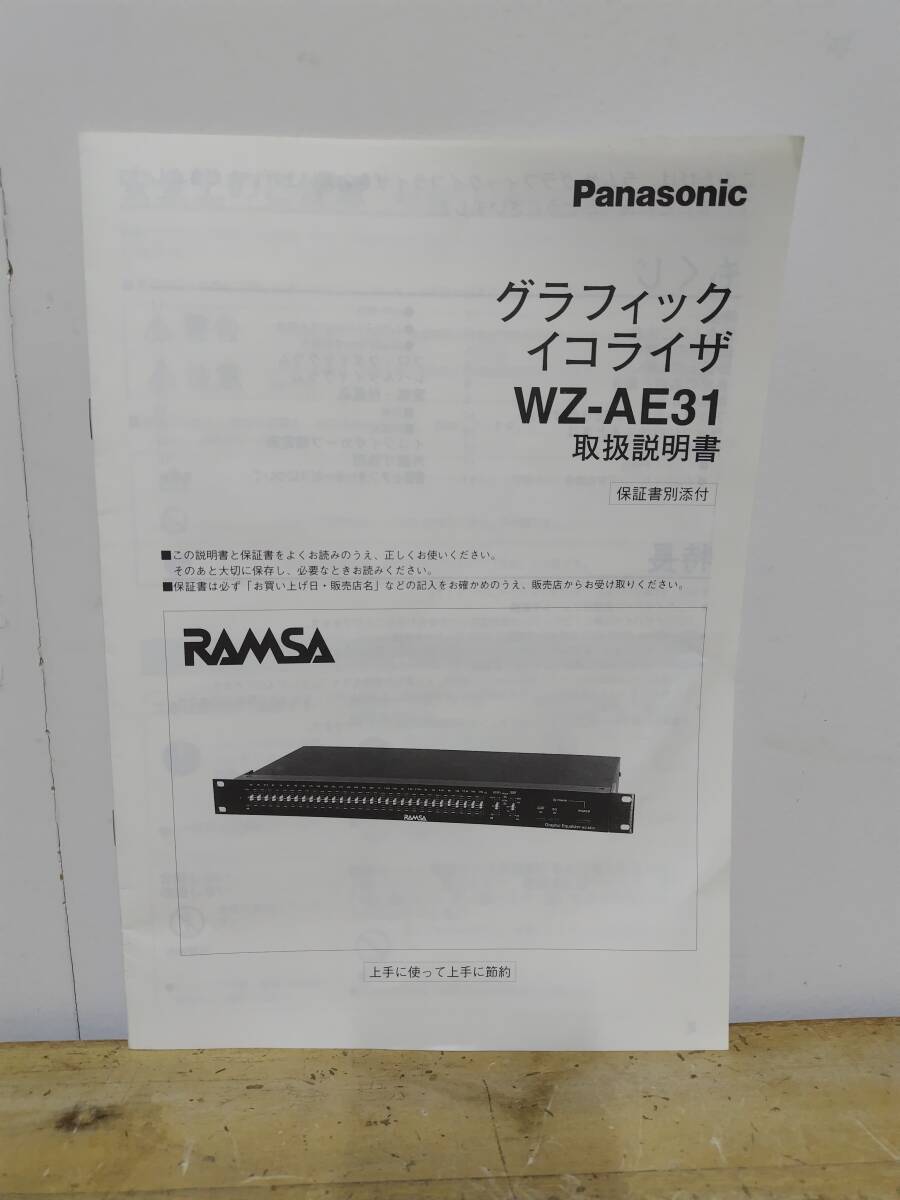 Panasonic
グラフィック
イコライザ
WZ-AE31
取扱説明書
保証書別添付
■この説明書と保証書をよくお読みのうえ、正しくお使いください。
そのあと大切に保存し、必要なときお読みください。
■保証書は必ず「お買い上げ日・販売店名」などの記入をお確かめのうえ、販売店からお受け取りください。
RAMSA
RAMSA
Graphic Equalizer WZ-AE31
上手に使って上手に節約